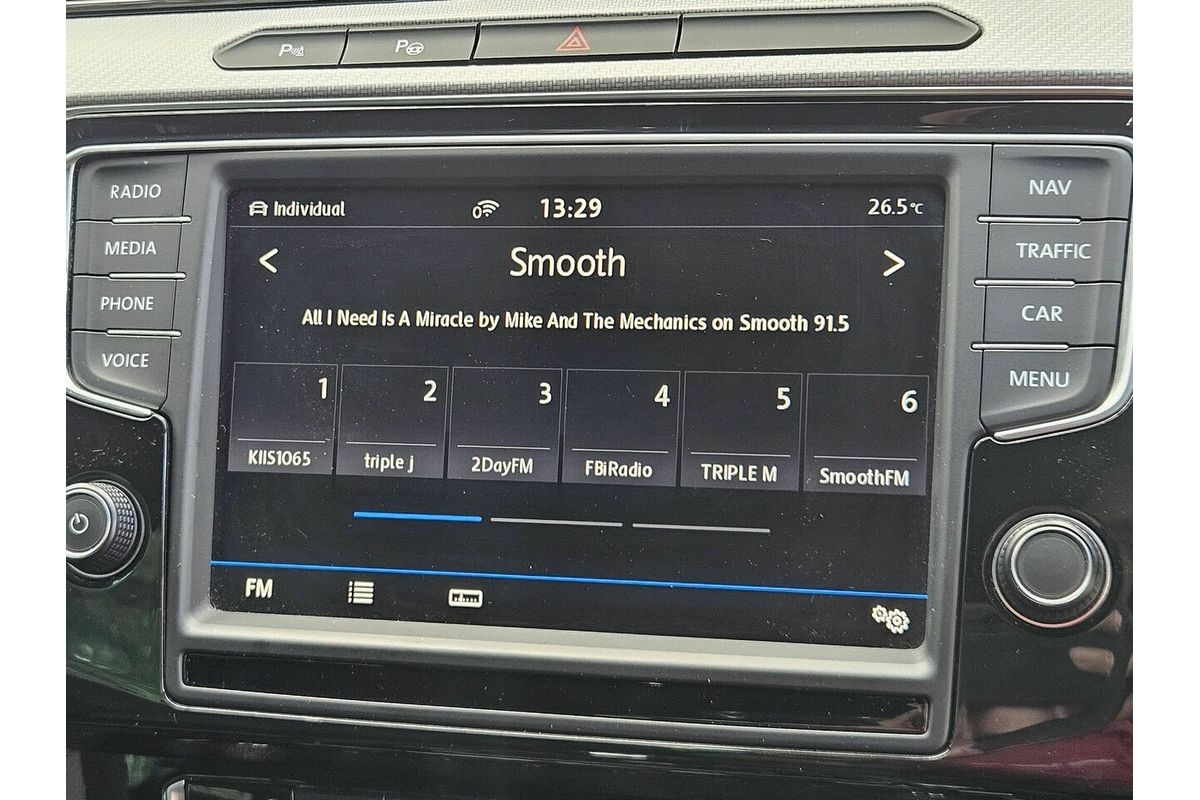 P P
RADIO
MEDIA
PHONE
VOICE
Individual 13:29 26.5°C
< Smooth >
All I Need Is A Miracle by Mike And The Mechanics on Smooth 91.5
1 2 3 4 5 6
KIIS1065 triple j 2DayFM FBiRadio TRIPLE M SmoothFM
FM
NAV
TRAFFIC
CAR
MENU